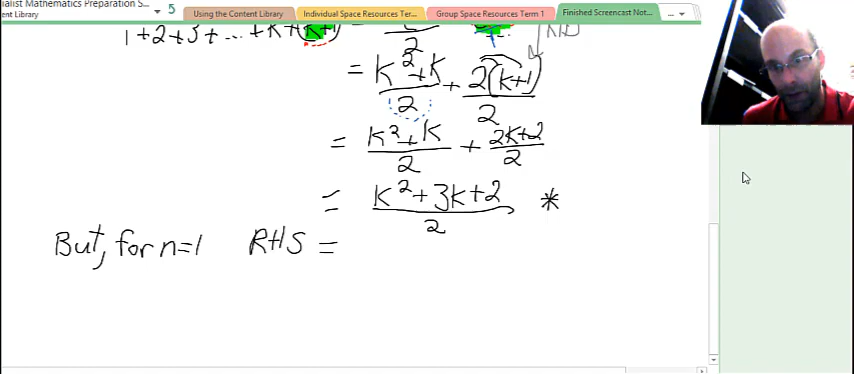 ialist Mathematics Preparation S...
ent Library
Using the Content Library
Individual Space Resources Ter...
Group Space Resources Term 1
Finished Screencast Not...
...
1+2+3+ ... +k+(k+1) =
2
RHS
= k²+k/2 + 2(k+1)/2
= k²+k/2 + 2k+2/2
= k²+3k+2/2 *
But, for n=1 RHS =